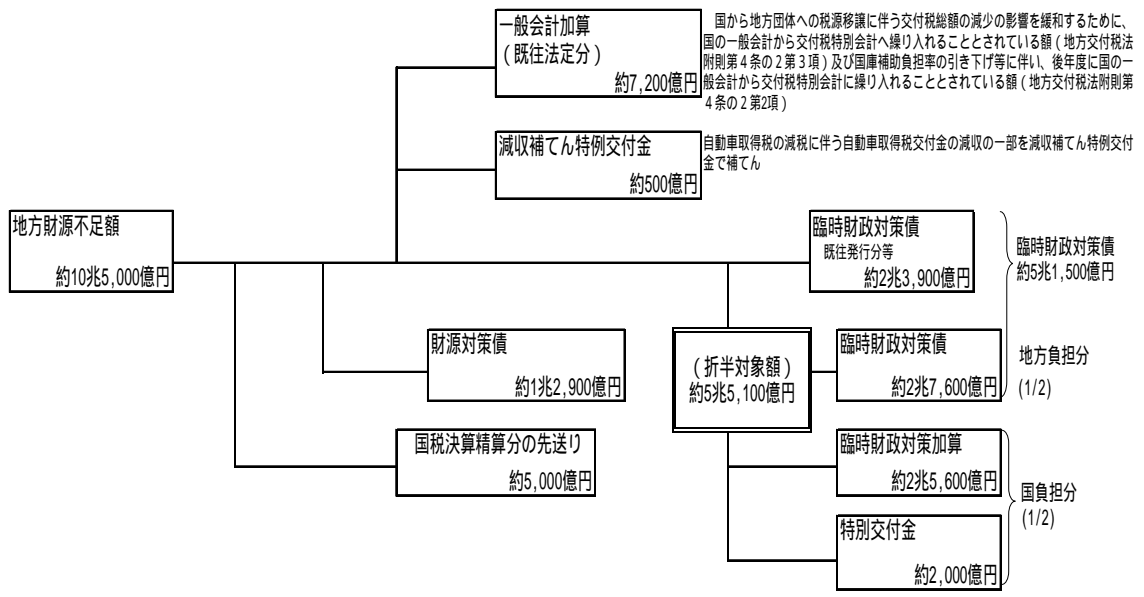 一般会計加算
(既往法定分)
約7,200億円
国から地方団体への税源移譲に伴う交付税総額の減少の影響を緩和するために、
国の一般会計から交付税特別会計へ繰り入れることとされている額(地方交付税法
附則第4条の2第3項)及び国庫補助負担率の引き下げ等に伴い、後年度に国の一
般会計から交付税特別会計に繰り入れることとされている額(地方交付税法附則第
4条の2第2項)
減収補てん特例交付金
約500億円
自動車取得税の減税に伴う自動車取得税交付金の減収の一部を減収補てん特例交付
金で補てん
地方財源不足額
約10兆5,000億円
臨時財政対策債
既往発行分等
約2兆3,900億円
臨時財政対策債
約5兆1,500億円
財源対策債
約1兆2,900億円
(折半対象額)
約5兆5,100億円
臨時財政対策債
約2兆7,600億円
地方負担分
(1/2)
国税決算精算分の先送り
約5,000億円
臨時財政対策加算
約2兆5,600億円
国負担分
(1/2)
特別交付金
約2,000億円